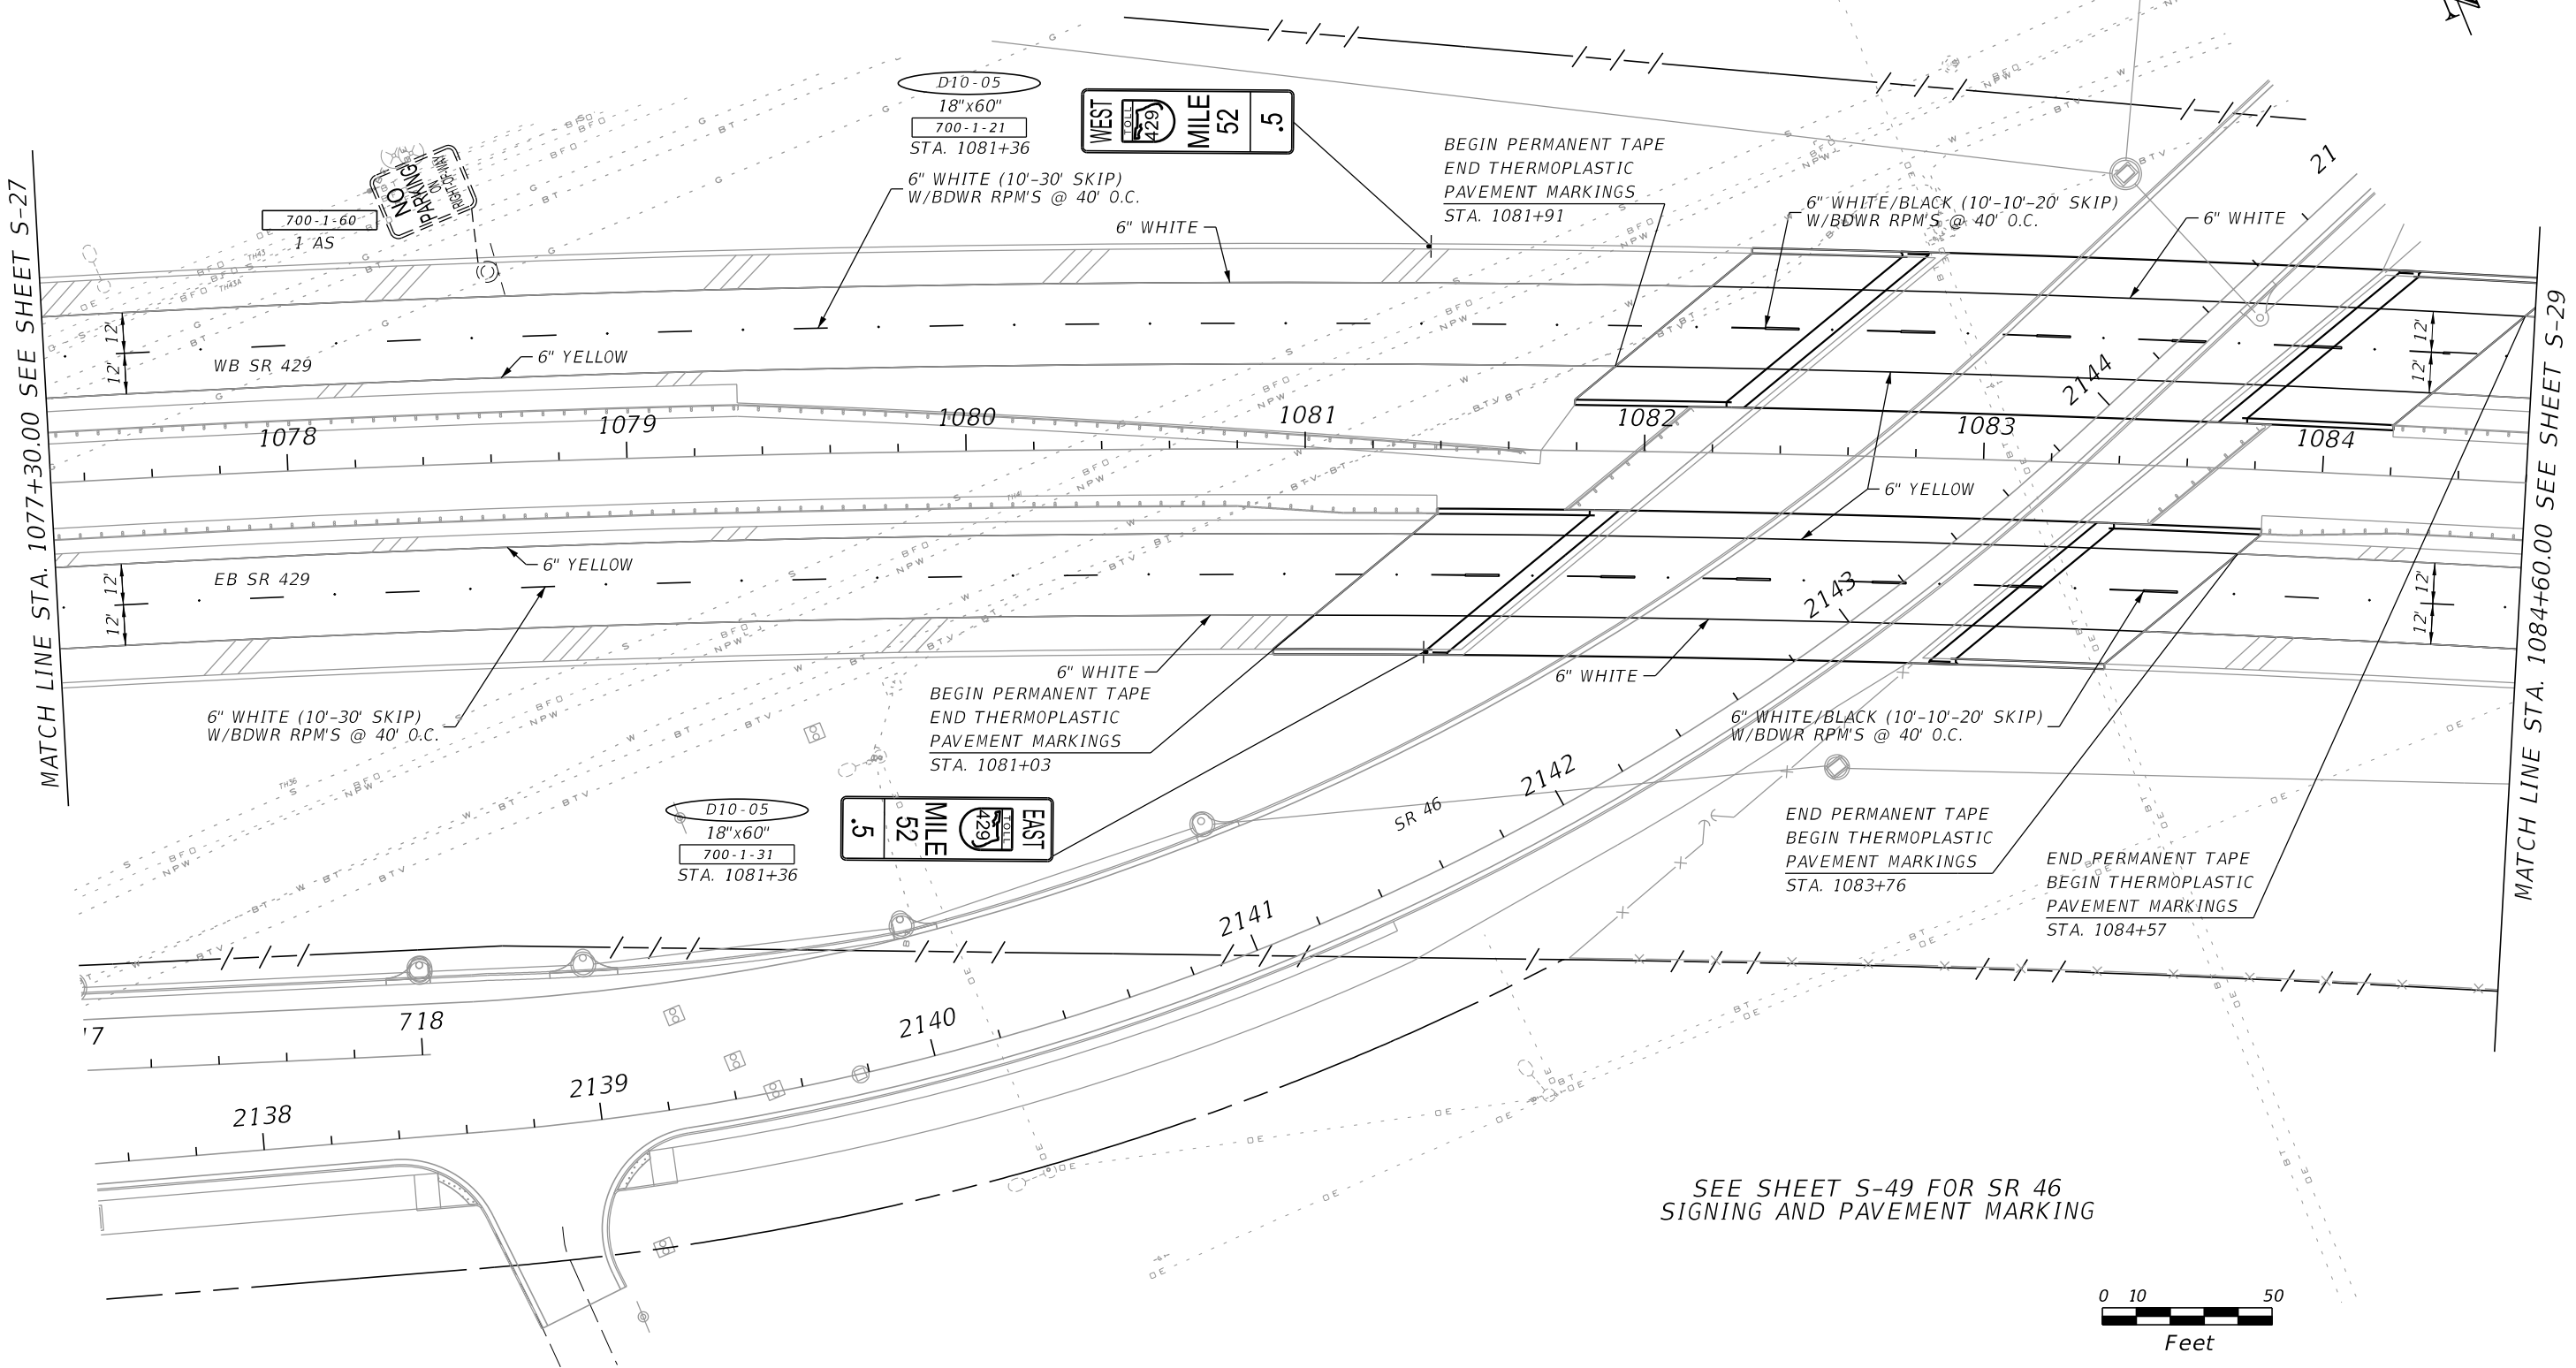 MATCH LINE STA. 1077+30.00 SEE SHEET S-27
700-1-60
1 AS
NO
PARKING
ON
RIGHT-OF-WAY
D10-05
18"x60"
700-1-21
STA. 1081+36
WEST
TOLL
429
MILE
52
.5
6" WHITE (10'-30' SKIP)
W/BDWR RPM'S @ 40' O.C.
6" WHITE
BEGIN PERMANENT TAPE
END THERMOPLASTIC
PAVEMENT MARKINGS
STA. 1081+91
6" WHITE/BLACK (10'-10'-20' SKIP)
W/BDWR RPM'S @ 40' O.C.
6" WHITE
21
12'
12'
WB SR 429
6" YELLOW
12'
12'
2144
1078
1079
1080
1081
1082
1083
1084
6" YELLOW
6" YELLOW
EB SR 429
12'
12'
2143
12'
12'
6" WHITE
6" WHITE
6" WHITE (10'-30' SKIP)
W/BDWR RPM'S @ 40' O.C.
BEGIN PERMANENT TAPE
END THERMOPLASTIC
PAVEMENT MARKINGS
STA. 1081+03
6" WHITE/BLACK (10'-10'-20' SKIP)
W/BDWR RPM'S @ 40' O.C.
D10-05
18"x60"
700-1-31
STA. 1081+36
EAST
TOLL
429
MILE
52
.5
2142
SR 46
END PERMANENT TAPE
BEGIN THERMOPLASTIC
PAVEMENT MARKINGS
STA. 1083+76
END PERMANENT TAPE
BEGIN THERMOPLASTIC
PAVEMENT MARKINGS
STA. 1084+57
MATCH LINE STA. 1084+60.00 SEE SHEET S-29
2141
2140
718
2139
2138
SEE SHEET S-49 FOR SR 46
SIGNING AND PAVEMENT MARKING
0 10 50
Feet